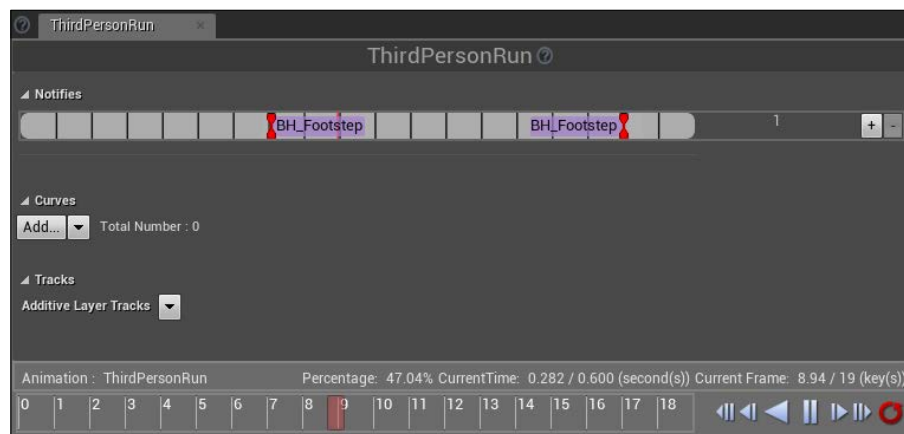 ThirdPersonRun
ThirdPersonRun
Notifies
BH_Footstep BH_Footstep 1 + -
Curves
Add... Total Number : 0
Tracks
Additive Layer Tracks
Animation : ThirdPersonRun Percentage: 47.04% CurrentTime: 0.282 / 0.600 (second(s)) Current Frame: 8.94 / 19 (key(s))
0 1 2 3 4 5 6 7 8 9 10 11 12 13 14 15 16 17 18